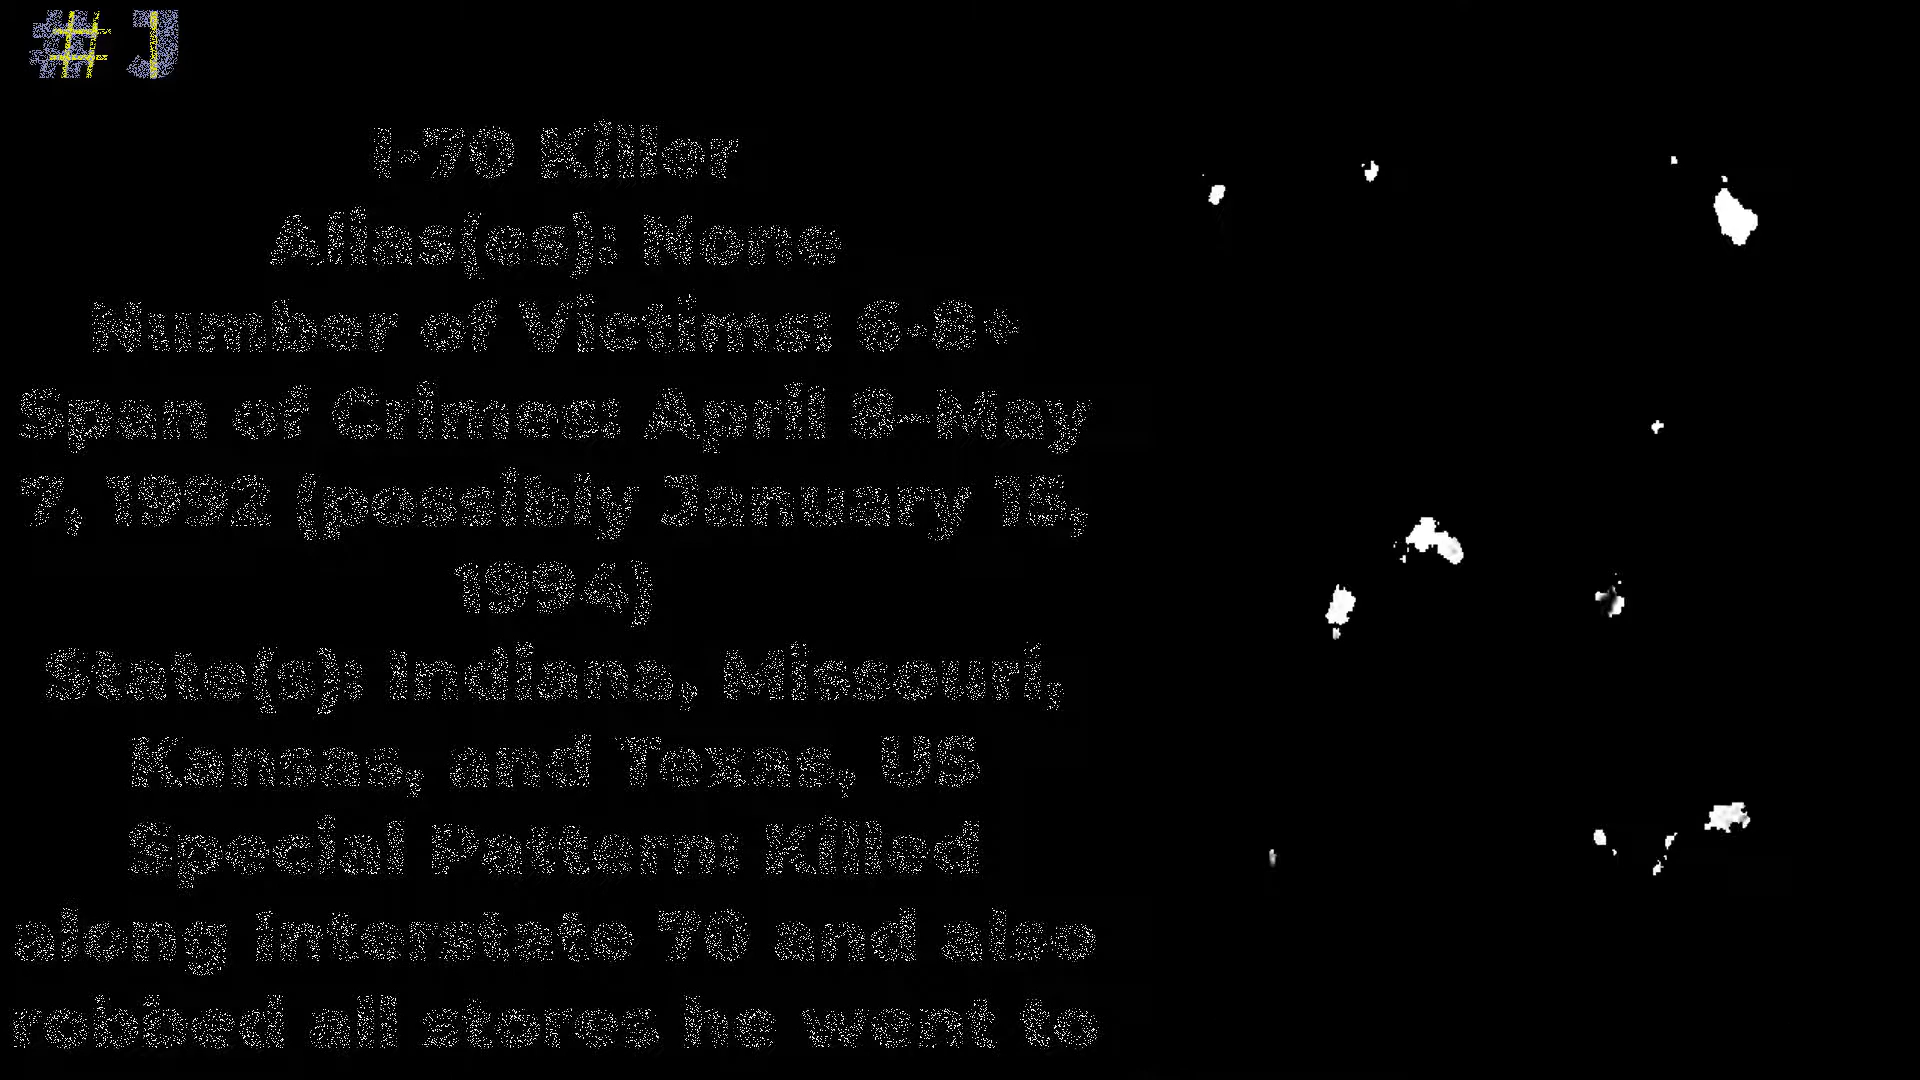 # 1
I-70 Killer
Alias(es): None
Number of Victims: 6-8+
Span of Crimes: April 8-May
7, 1992 (possibly January 15,
1994)
State(s): Indiana, Missouri,
Kansas, and Texas, US
Special Pattern: Killed
along Interstate 70 and also
robbed all stores he went to